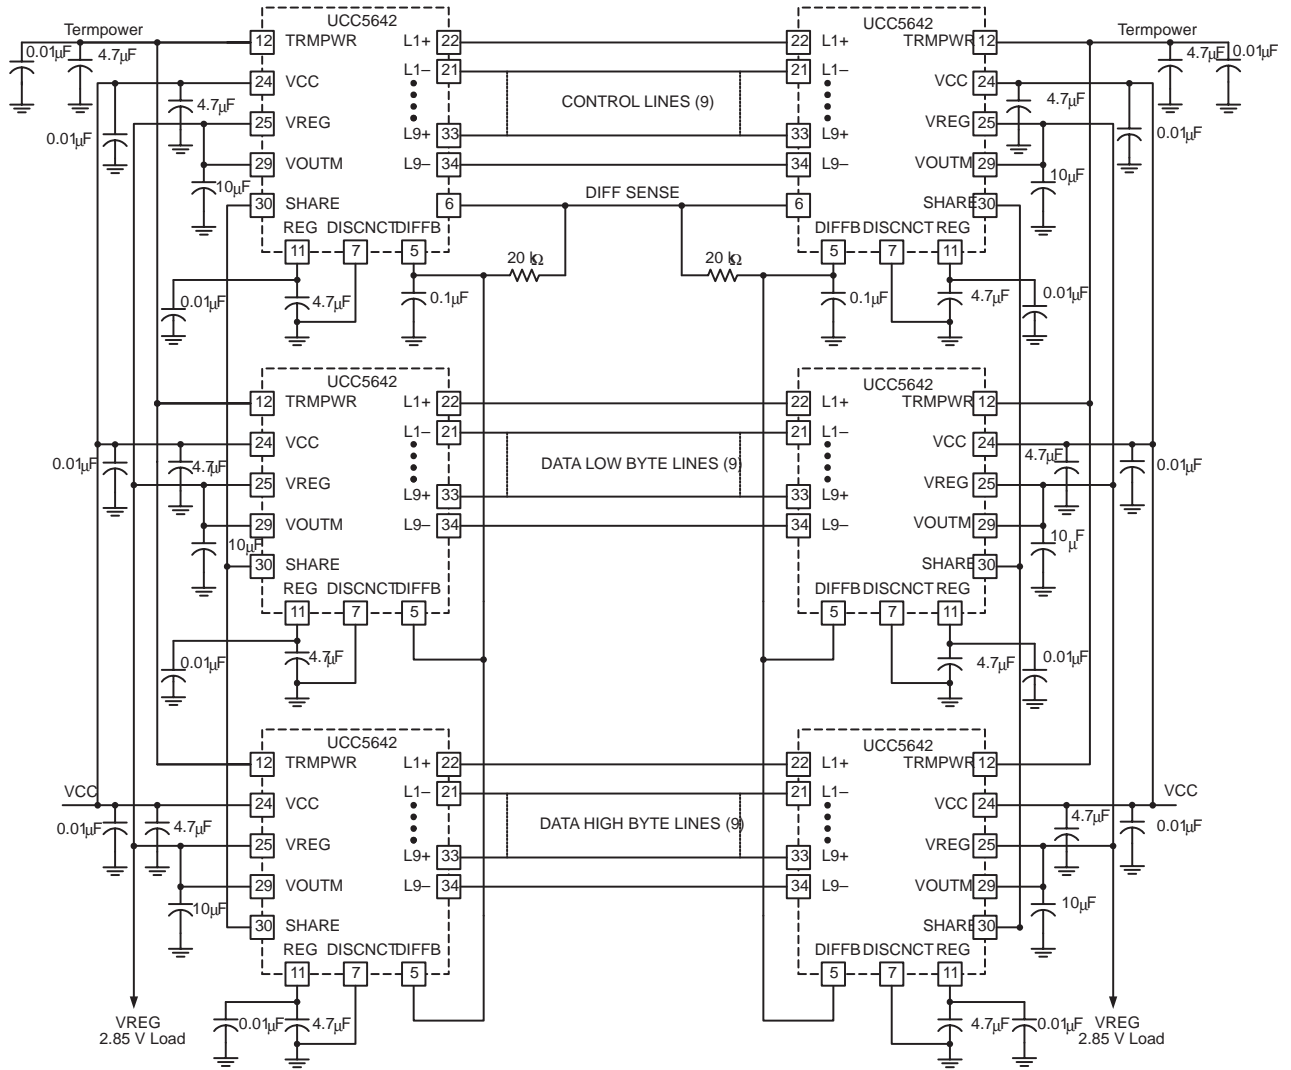 Termpower
0.01μF 4.7μF
UCC5642
12 TRMPWR L1+ 22
24 VCC L1– 21
4.7μF
0.01μF
25 VREG L9+ 33
29 VOUTM L9– 34
10μF
30 SHARE 6
REG DISCNCT DIFFB
11 7 5
0.01μF 4.7μF 0.1μF
20 kΩ
CONTROL LINES (9)
DIFF SENSE
20 kΩ
UCC5642
22 L1+ TRMPWR 12
21 L1– VCC 24
33 L9+ VREG 25
34 L9– VOUTM 29
6 SHARE 30
DIFFB DISCNCT REG
5 7 11
0.1μF 4.7μF 0.01μF
Termpower
4.7μF 0.01μF
4.7μF
0.01μF
10μF
UCC5642
12 TRMPWR L1+ 22
24 VCC L1– 21
0.01μF 4.7μF
25 VREG L9+ 33
29 VOUTM L9– 34
10μF
30 SHARE
REG DISCNCT DIFFB
11 7 5
0.01μF 4.7μF
DATA LOW BYTE LINES (9)
UCC5642
22 L1+ TRMPWR 12
21 L1– VCC 24
33 L9+ VREG 25
34 L9– VOUTM 29
SHARE 30
DIFFB DISCNCT REG
5 7 11
4.7μF 0.01μF
4.7μF 0.01μF
10μF
UCC5642
12 TRMPWR L1+ 22
VCC
24 VCC L1– 21
0.01μF 4.7μF
25 VREG L9+ 33
29 VOUTM L9– 34
10μF
30 SHARE
REG DISCNCT DIFFB
11 7 5
0.01μF 4.7μF
VREG
2.85 V Load
DATA HIGH BYTE LINES (9)
UCC5642
22 L1+ TRMPWR 12
21 L1– VCC 24
VCC
4.7μF 0.01μF
33 L9+ VREG 25
34 L9– VOUTM 29
10μF
SHARE 30
DIFFB DISCNCT REG
5 7 11
4.7μF 0.01μF
VREG
2.85 V Load